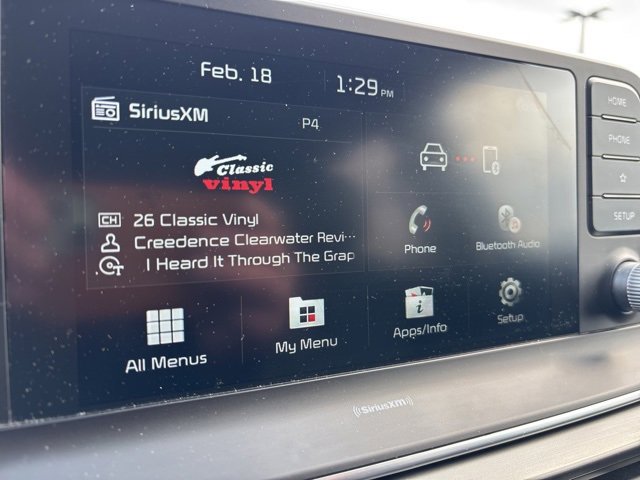 Feb. 18
1:29 PM
SiriusXM
P4
Classic
vinyl
CH 26 Classic Vinyl
Creedence Clearwater Revi...
I Heard It Through The Grap
Phone
Bluetooth Audio
All Menus
My Menu
Apps/Info
Setup
SiriusXM
HOME
PHONE
SETUP